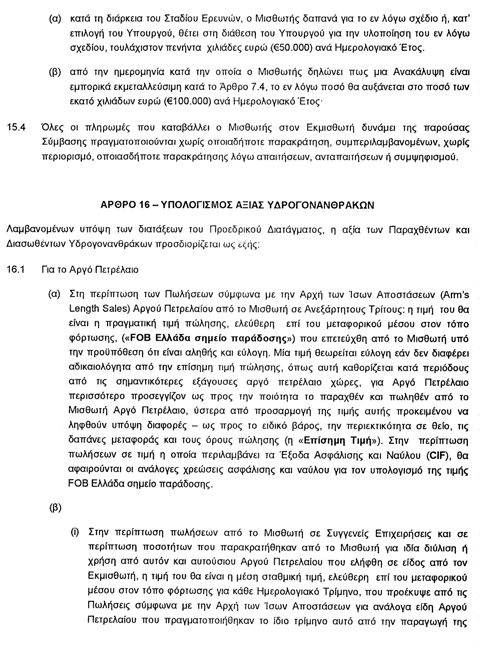 (α) κατά τη διάρκεια του Σταδίου Ερευνών, ο Μισθωτής δαπανά για το εν λόγω σχέδιο ή, κατ'
επιλογή του Υπουργού, θέτει στη διάθεση του Υπουργού για την υλοποίηση του εν λόγω
σχεδίου, τουλάχιστον πενήντα χιλιάδες ευρώ (€50.000) ανά Ημερολογιακό Έτος.
(β) από την ημερομηνία κατά την οποία ο Μισθωτής δηλώνει πως μια Ανακάλυψη είναι
εμπορικά εκμεταλλεύσιμη κατά το Άρθρο 7.4, το εν λόγω ποσό θα αυξάνεται στο ποσό των
εκατό χιλιάδων ευρώ (€100.000) ανά Ημερολογιακό Έτος·
15.4 Όλες οι πληρωμές που καταβάλλει ο Μισθωτής στον Εκμισθωτή δυνάμει της παρούσας
Σύμβασης πραγματοποιούνται χωρίς οποιαδήποτε παρακράτηση, συμπεριλαμβανομένων, χωρίς
περιορισμό, οποιασδήποτε παρακράτησης λόγω απαιτήσεων, ανταπαιτήσεων ή συμψηφισμού.
ΑΡΘΡΟ 16 – ΥΠΟΛΟΓΙΣΜΟΣ ΑΞΙΑΣ ΥΔΡΟΓΟΝΑΝΘΡΑΚΩΝ
Λαμβανομένων υπόψη των διατάξεων του Προεδρικού Διατάγματος, η αξία των Παραχθέντων και
Διασωθέντων Υδρογονανθράκων προσδιορίζεται ως εξής:
16.1 Για το Αργό Πετρέλαιο
(α) Στη περίπτωση των Πωλήσεων σύμφωνα με την Αρχή των Ίσων Αποστάσεων (Arm's
Length Sales) Αργού Πετρελαίου από το Μισθωτή σε Ανεξάρτητους Τρίτους: η τιμή του θα
είναι η πραγματική τιμή πώλησης, ελεύθερη επί του μεταφορικού μέσου στον τόπο
φόρτωσης, («FOB Ελλάδα σημείο παράδοσης») που επετεύχθη από το Μισθωτή υπό
την προϋπόθεση ότι είναι αληθής και εύλογη. Μία τιμή θεωρείται εύλογη εάν δεν διαφέρει
αδικαιολόγητα από την επίσημη τιμή πώλησης, όπως αυτή καθορίζεται κατά περιόδους
από τις σημαντικότερες εξάγουσες αργό πετρέλαιο χώρες, για Αργό Πετρέλαιο
περισσότερο προσεγγίζον ως προς την ποιότητα το παραχθέν και πωληθέν από το
Μισθωτή Αργό Πετρέλαιο, ύστερα από προσαρμογή της τιμής αυτής προκειμένου να
ληφθούν υπόψη διαφορές – ως προς το ειδικό βάρος, την περιεκτικότητα σε θείο, τις
δαπάνες μεταφοράς και τους όρους πώλησης (η «Επίσημη Τιμή»). Στην περίπτωση
πωλήσεων σε τιμή η οποία περιλαμβάνει τα Έξοδα Ασφάλισης και Ναύλου (CIF), θα
αφαιρούνται οι ανάλογες χρεώσεις ασφάλισης και ναύλου για τον υπολογισμό της τιμής
FOB Ελλάδα σημείο παράδοσης.
(β)
(i) Στην περίπτωση πωλήσεων από το Μισθωτή σε Συγγενείς Επιχειρήσεις και σε
περίπτωση ποσοτήτων που παρακρατήθηκαν από το Μισθωτή για ιδία διύλιση ή
χρήση από αυτόν και αυτούσιου Αργού Πετρελαίου που ελήφθη σε είδος από τον
Εκμισθωτή, η τιμή του θα είναι η μέση σταθμική τιμή, ελεύθερη επί του μεταφορικού
μέσου στον τόπο φόρτωσης για κάθε Ημερολογιακό Τρίμηνο, που προέκυψε από τις
Πωλήσεις σύμφωνα με την Αρχή των Ίσων Αποστάσεων για ανάλογα είδη Αργού
Πετρελαίου που πραγματοποιήθηκαν το ίδιο τρίμηνο αυτό από την παραγωγή της